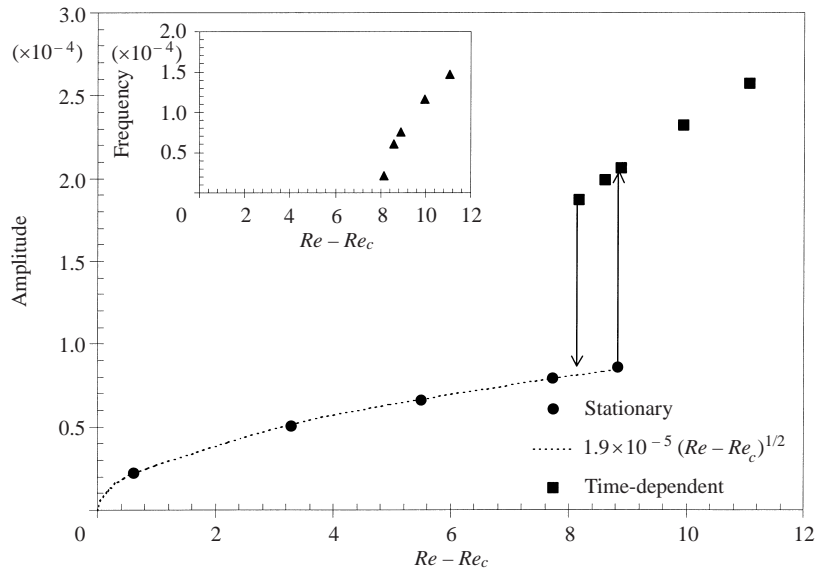 3.0
(×10⁻⁴)
2.5
2.0
1.5
1.0
0.5
0
Amplitude
0 2 4 6 8 10 12
Re – Re_c
2.0
(×10⁻⁴)
1.5
1.0
0.5
Frequency
0 2 4 6 8 10 12
Re – Re_c
Stationary
1.9×10⁻⁵ (Re – Re_c)^{1/2}
Time-dependent